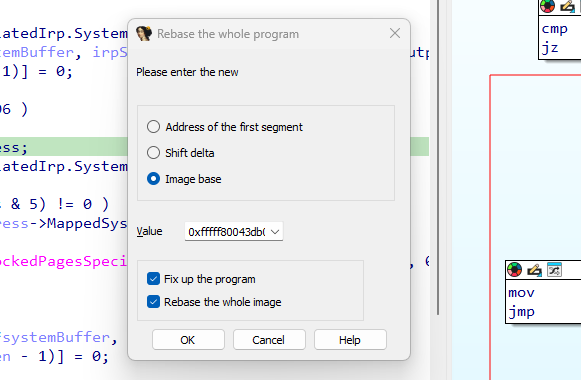 latedIrp.System
Rebase the whole program
temBuffer, irpS
utp
1)] = 0;
Please enter the new
06 )
Address of the first segment
ess;
Shift delta
latedIrp.System
Image base
s & 5) != 0 )
ress->MappedSys
Value
0xfffff80043db(
ockedPagesSpeci
, 0
Fix up the program
Rebase the whole image
fsystemBuffer,
OK
Cancel
Help
en - 1)] = 0;
cmp
jz
mov
jmp